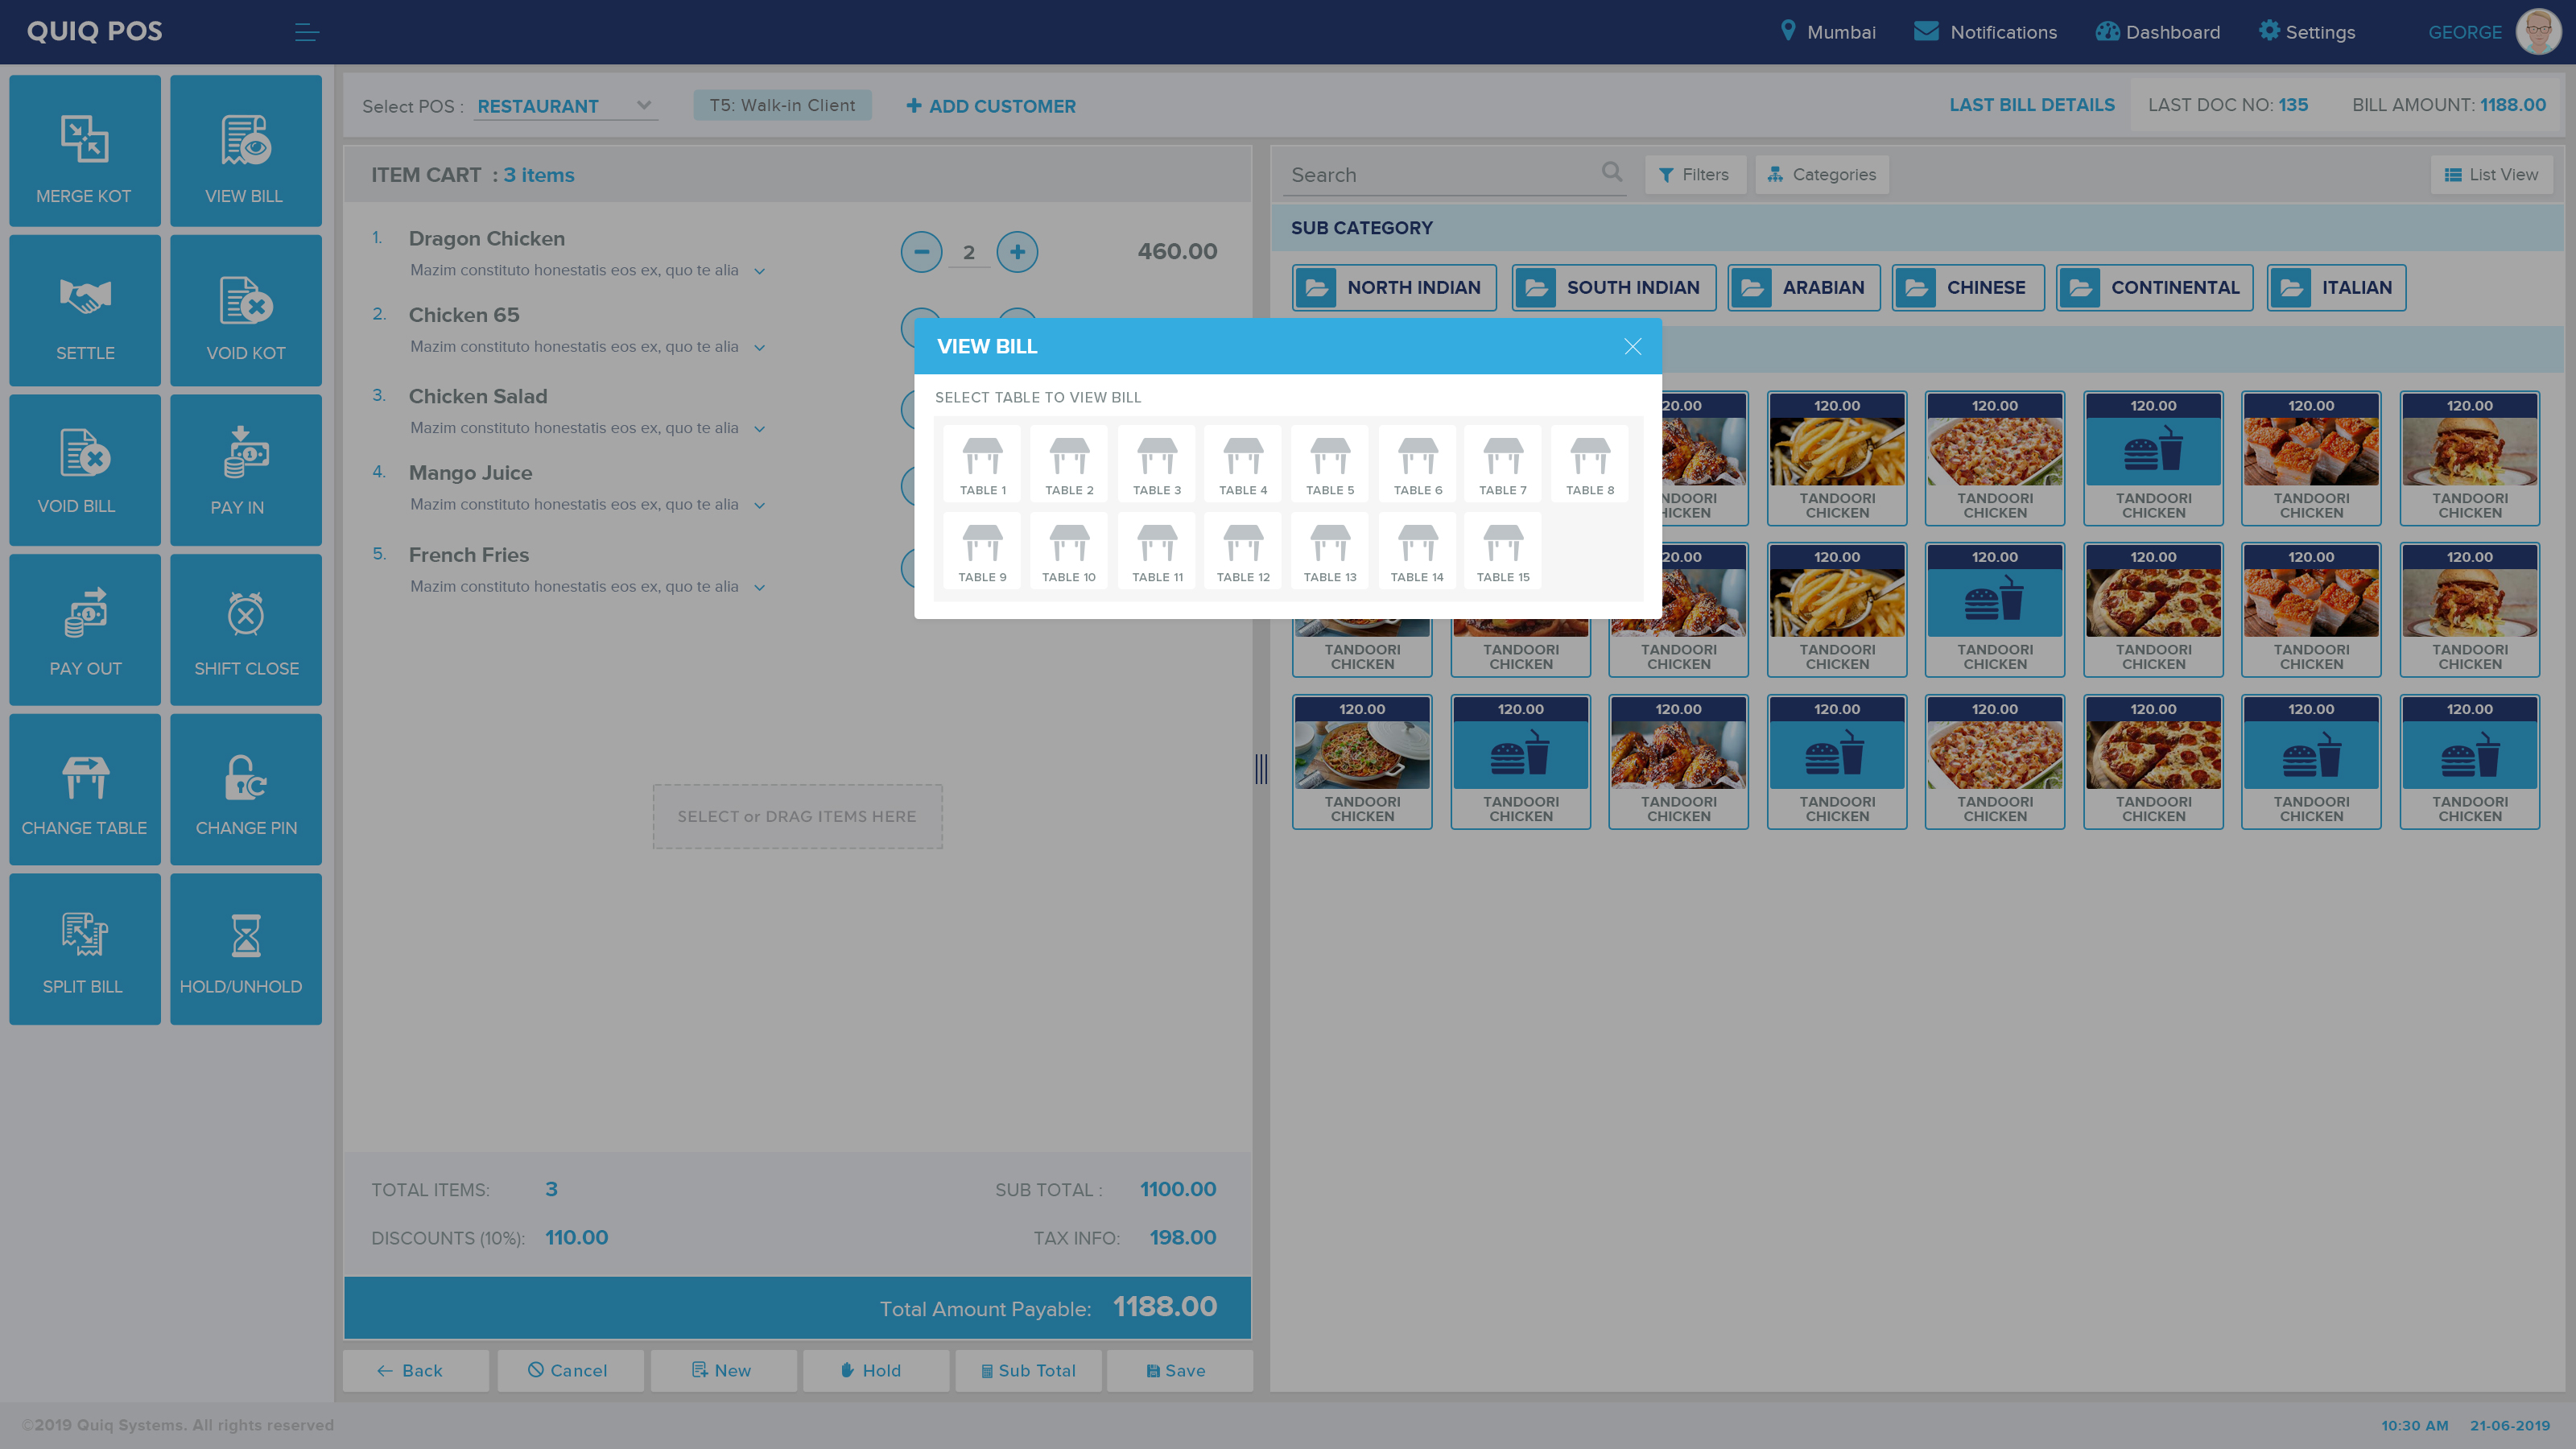 QUIQ POS
Mumbai
Notifications
Dashboard
Settings
GEORGE
MERGE KOT
VIEW BILL
SETTLE
VOID KOT
VOID BILL
PAY IN
PAY OUT
SHIFT CLOSE
CHANGE TABLE
CHANGE PIN
SPLIT BILL
HOLD/UNHOLD
Select POS : RESTAURANT
T5: Walk-in Client
ADD CUSTOMER
LAST BILL DETAILS
LAST DOC NO: 135
BILL AMOUNT: 1188.00
ITEM CART : 3 items
1. Dragon Chicken
Mazim constituto honestatis eos ex, quo te alia
2
460.00
2. Chicken 65
Mazim constituto honestatis eos ex, quo te alia
3. Chicken Salad
Mazim constituto honestatis eos ex, quo te alia
4. Mango Juice
Mazim constituto honestatis eos ex, quo te alia
5. French Fries
Mazim constituto honestatis eos ex, quo te alia
SELECT or DRAG ITEMS HERE
TOTAL ITEMS: 3
SUB TOTAL : 1100.00
DISCOUNTS (10%): 110.00
TAX INFO: 198.00
Total Amount Payable: 1188.00
Back
Cancel
New
Hold
Sub Total
Save
Search
Filters
Categories
List View
SUB CATEGORY
NORTH INDIAN
SOUTH INDIAN
ARABIAN
CHINESE
CONTINENTAL
ITALIAN
VIEW BILL
SELECT TABLE TO VIEW BILL
TABLE 1
TABLE 2
TABLE 3
TABLE 4
TABLE 5
TABLE 6
TABLE 7
TABLE 8
TABLE 9
TABLE 10
TABLE 11
TABLE 12
TABLE 13
TABLE 14
TABLE 15
20.00
120.00
120.00
120.00
120.00
120.00
NDOORI
HICKEN
TANDOORI
CHICKEN
TANDOORI
CHICKEN
TANDOORI
CHICKEN
TANDOORI
CHICKEN
TANDOORI
CHICKEN
20.00
120.00
120.00
120.00
120.00
120.00
TANDOORI
CHICKEN
TANDOORI
CHICKEN
TANDOORI
CHICKEN
TANDOORI
CHICKEN
TANDOORI
CHICKEN
TANDOORI
CHICKEN
TANDOORI
CHICKEN
TANDOORI
CHICKEN
120.00
120.00
120.00
120.00
120.00
120.00
120.00
120.00
TANDOORI
CHICKEN
TANDOORI
CHICKEN
TANDOORI
CHICKEN
TANDOORI
CHICKEN
TANDOORI
CHICKEN
TANDOORI
CHICKEN
TANDOORI
CHICKEN
TANDOORI
CHICKEN
©2019 Quiq Systems. All rights reserved
10:30 AM
21-06-2019